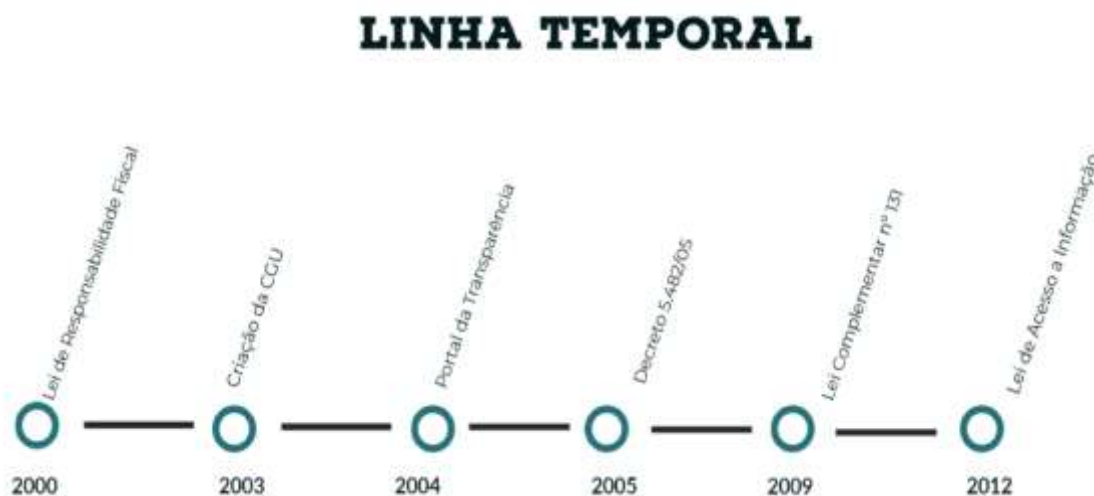 LINHA TEMPORAL
Lei de Responsabilidade Fiscal
Criação da CGU
Portal da Transparência
Decreto 5.482/05
Lei Complementar nº 131
Lei de Acesso a Informação
2000
2003
2004
2005
2009
2012